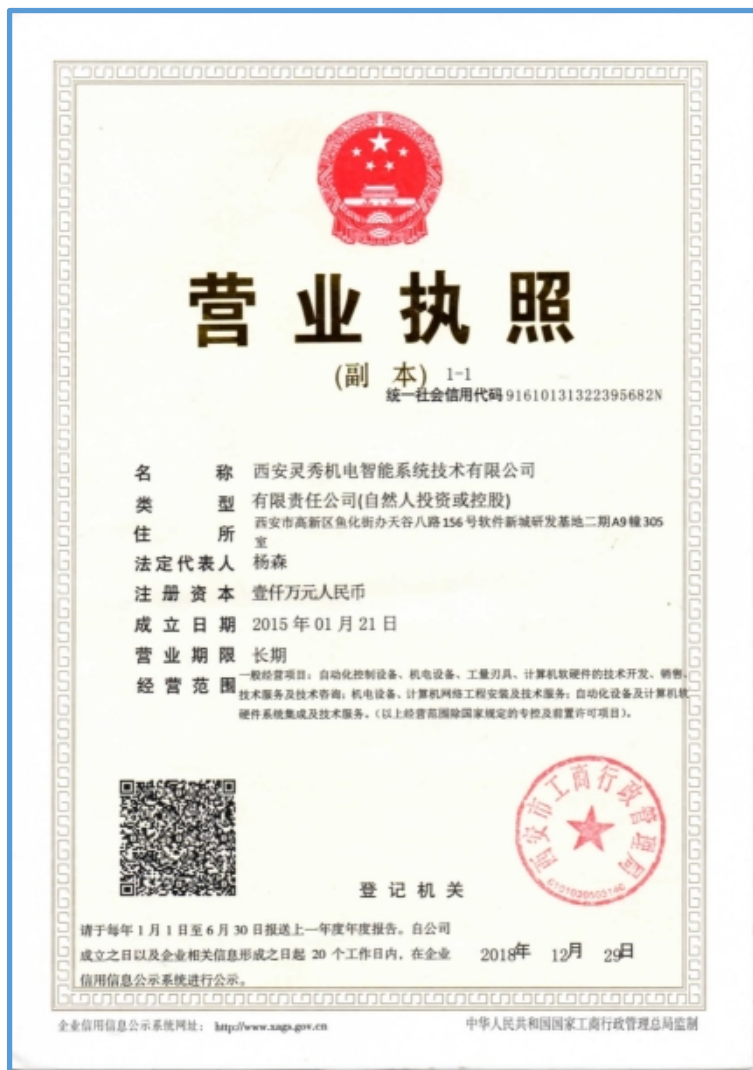 营业执照
(副 本) 1-1
统一社会信用代码 91610131322395682N
名 称 西安灵秀机电智能系统技术有限公司
类 型 有限责任公司(自然人投资或控股)
住 所 西安市高新区鱼化街办天谷八路156号软件新城研发基地二期A9幢305
室
法定代表人 杨森
注册资本 壹仟万元人民币
成立日期 2015年01月21日
营业期限 长期
经营范围 一般经营项目：自动化控制设备、机电设备、工量刃具、计算机软硬件的技术开发、销售、
技术服务及技术咨询；机电设备、计算机网络工程安装及技术服务；自动化设备及计算机软
硬件系统集成及技术服务。（以上经营范围除国家规定的专控及前置许可项目）。
西安市工商行政管理局
登记机关
请于每年1月1日至6月30日报送上一年度年度报告。自公司
成立之日以及企业相关信息形成之日起 20 个工作日内，在企业
信用信息公示系统进行公示。
2018年 12月 29日
企业信用信息公示系统网址： http://www.xags.gov.cn
中华人民共和国国家工商行政管理总局监制